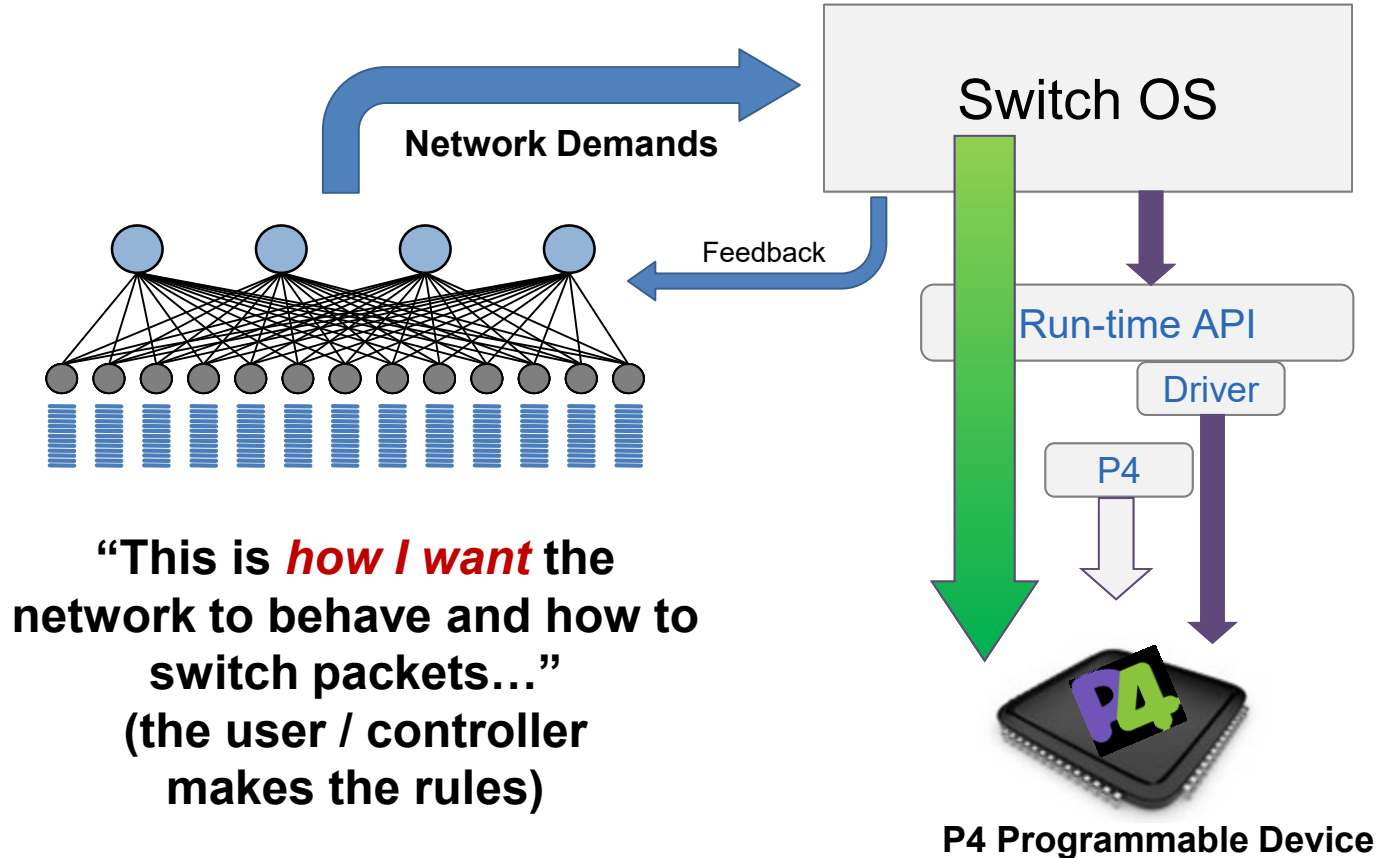 Switch OS
Network Demands
Feedback
Run-time API
Driver
P4
“This is how I want the
network to behave and how to
switch packets…”
(the user / controller
makes the rules)
P4
P4 Programmable Device